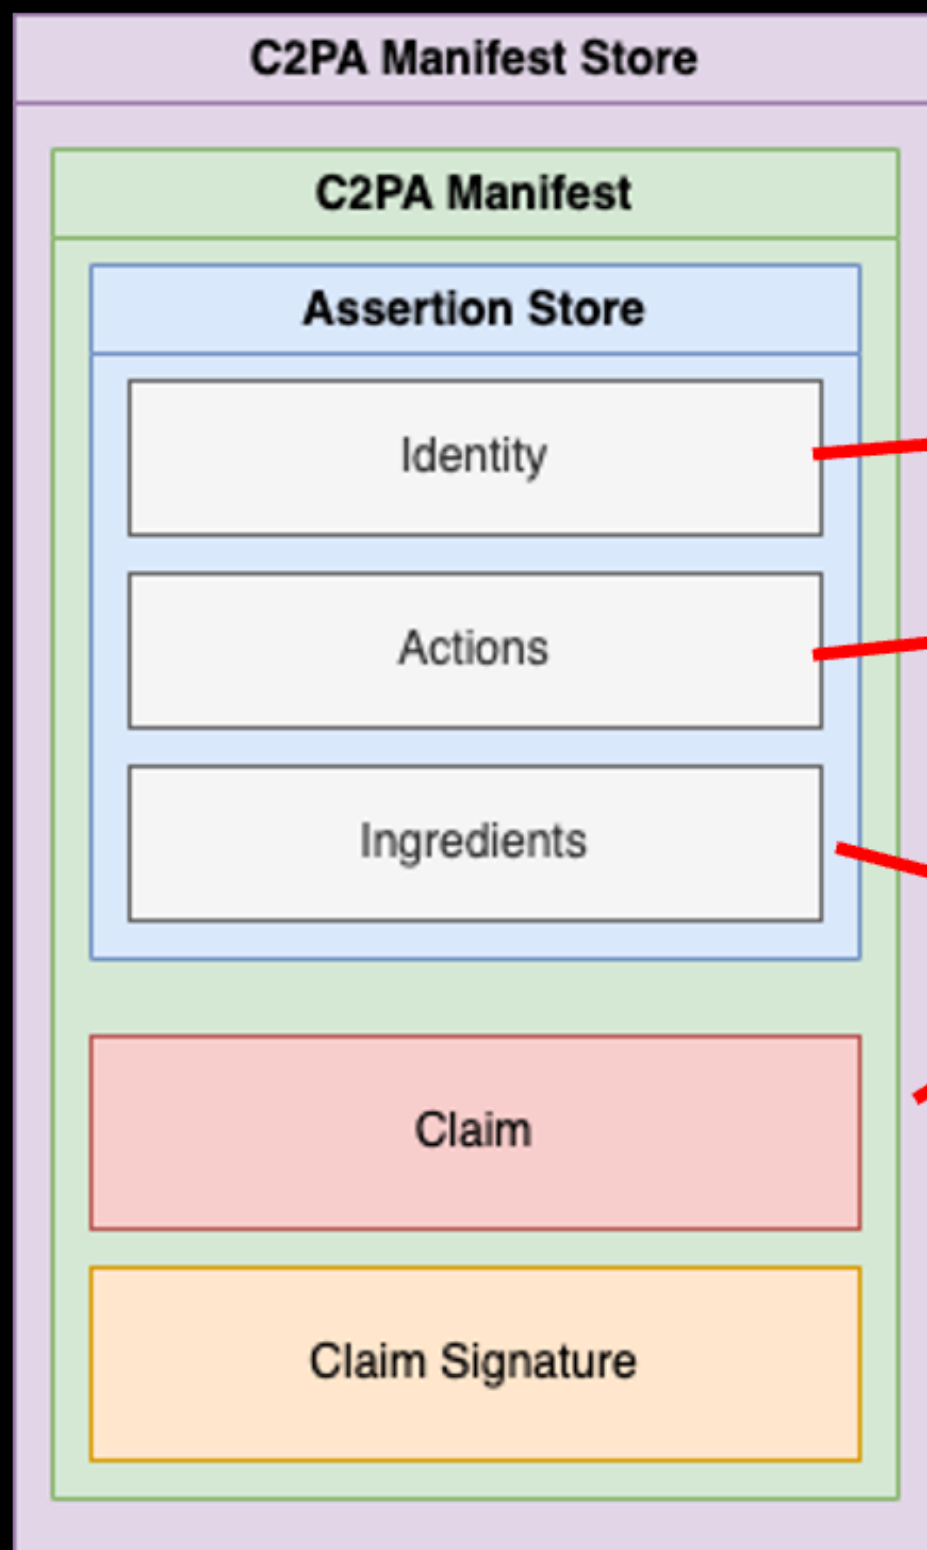 C2PA Manifest Store
C2PA Manifest
Assertion Store
Identity
Actions
Ingredients
Claim
Claim Signature